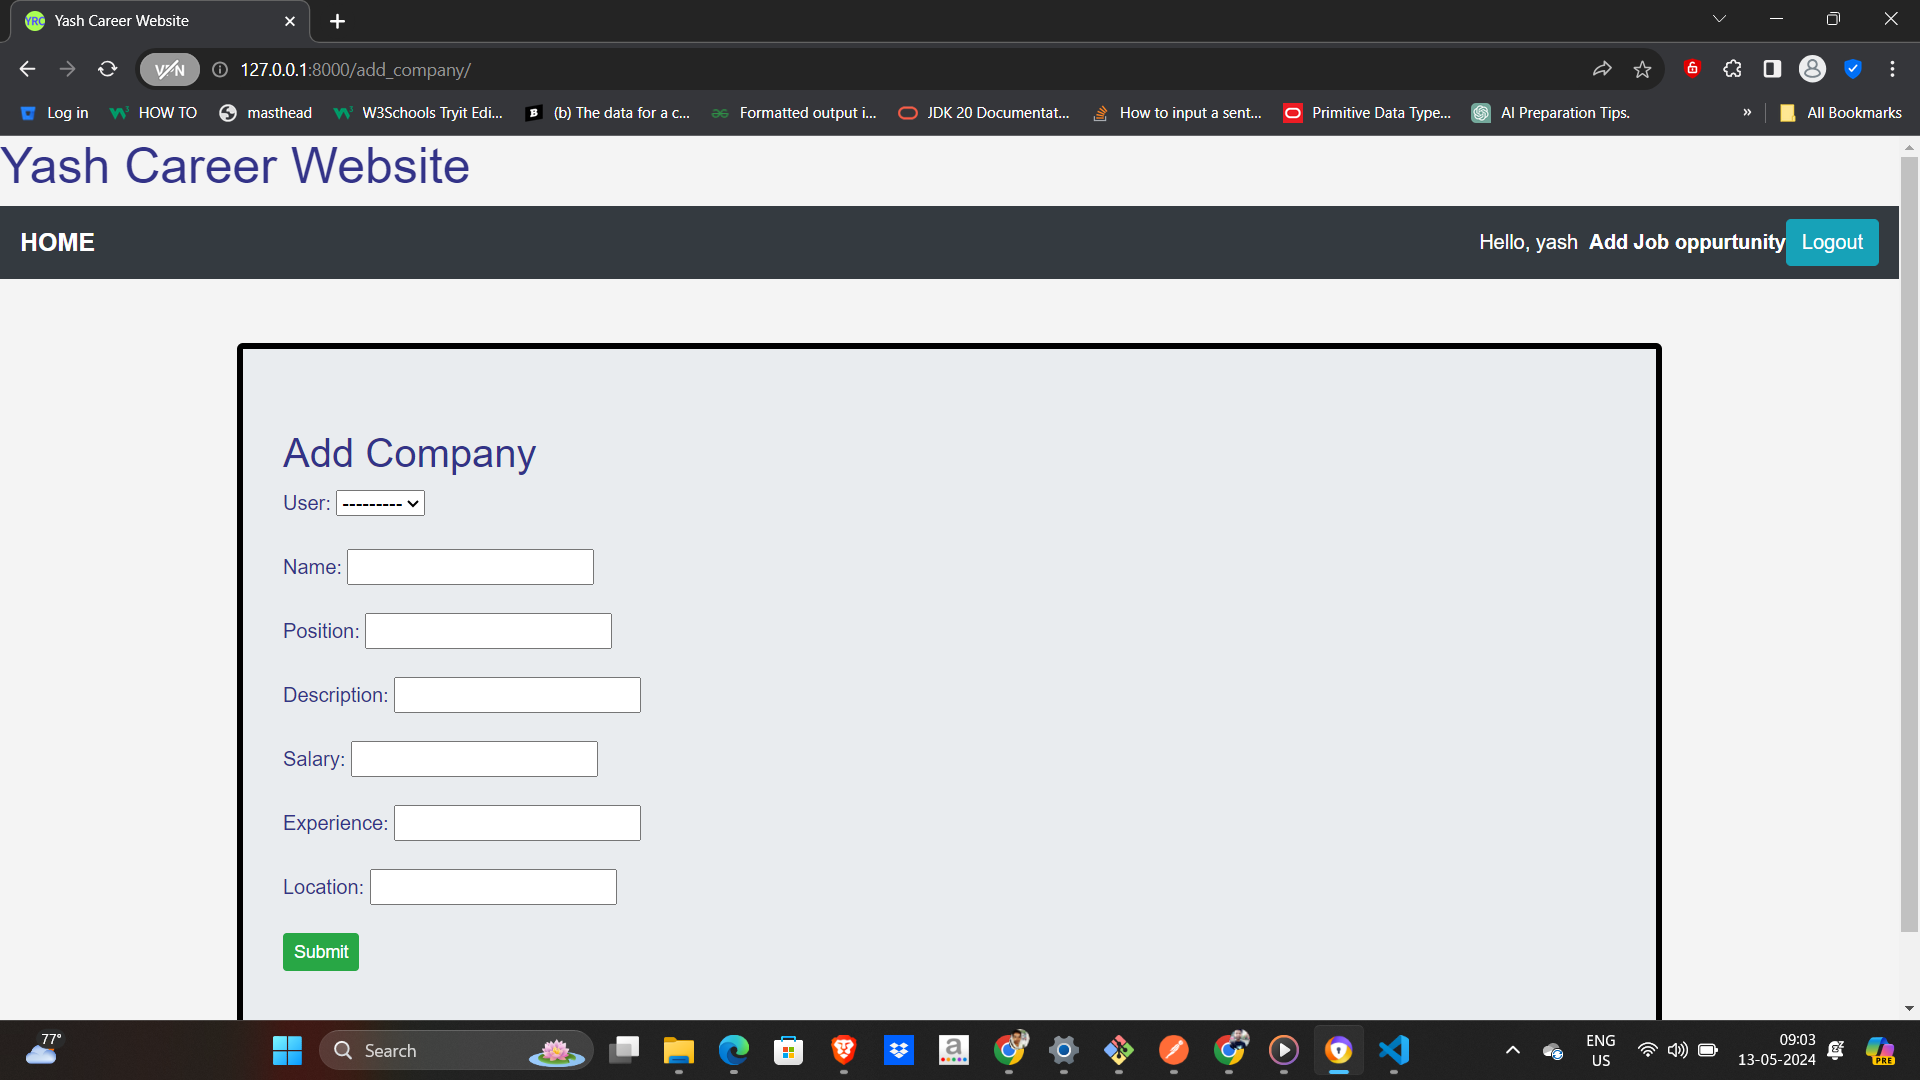 YRC Yash Career Website
VPN 127.0.0.1:8000/add_company/
Log in HOW TO masthead W3Schools Tryit Edi... (b) The data for a c... Formatted output i... JDK 20 Documentat... How to input a sent... Primitive Data Type... AI Preparation Tips. » All Bookmarks
Yash Career Website
HOME Hello, yash Add Job oppurtunity Logout
Add Company
User: ---------
Name:
Position:
Description:
Salary:
Experience:
Location:
Submit
77° Search ENG 09:03
US 13-05-2024 PRE